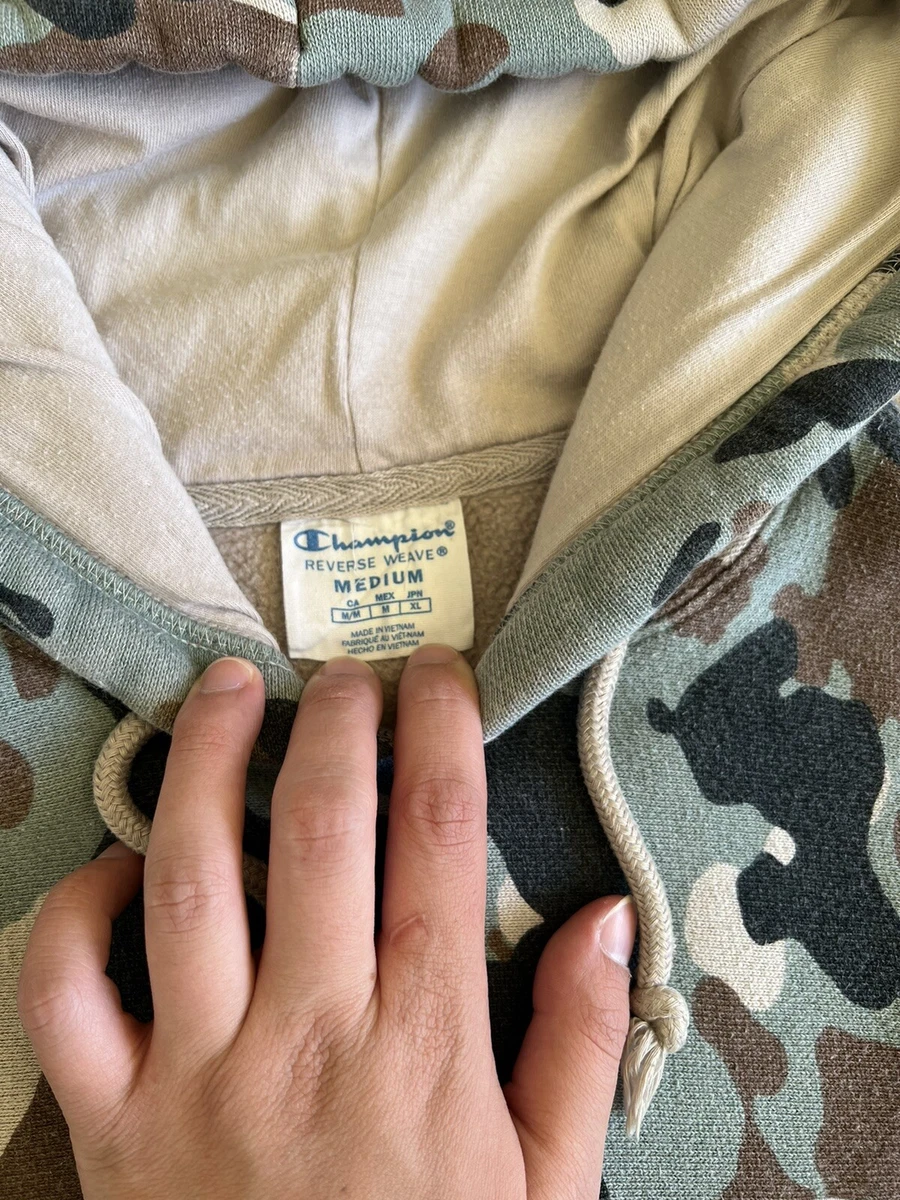 Champion®
REVERSE WEAVE®
MEDIUM
CA MEX JPN
M/M M XL
MADE IN VIETNAM
FABRIQUÉ AU VIÊT-NAM
HECHO EN VIETNAM